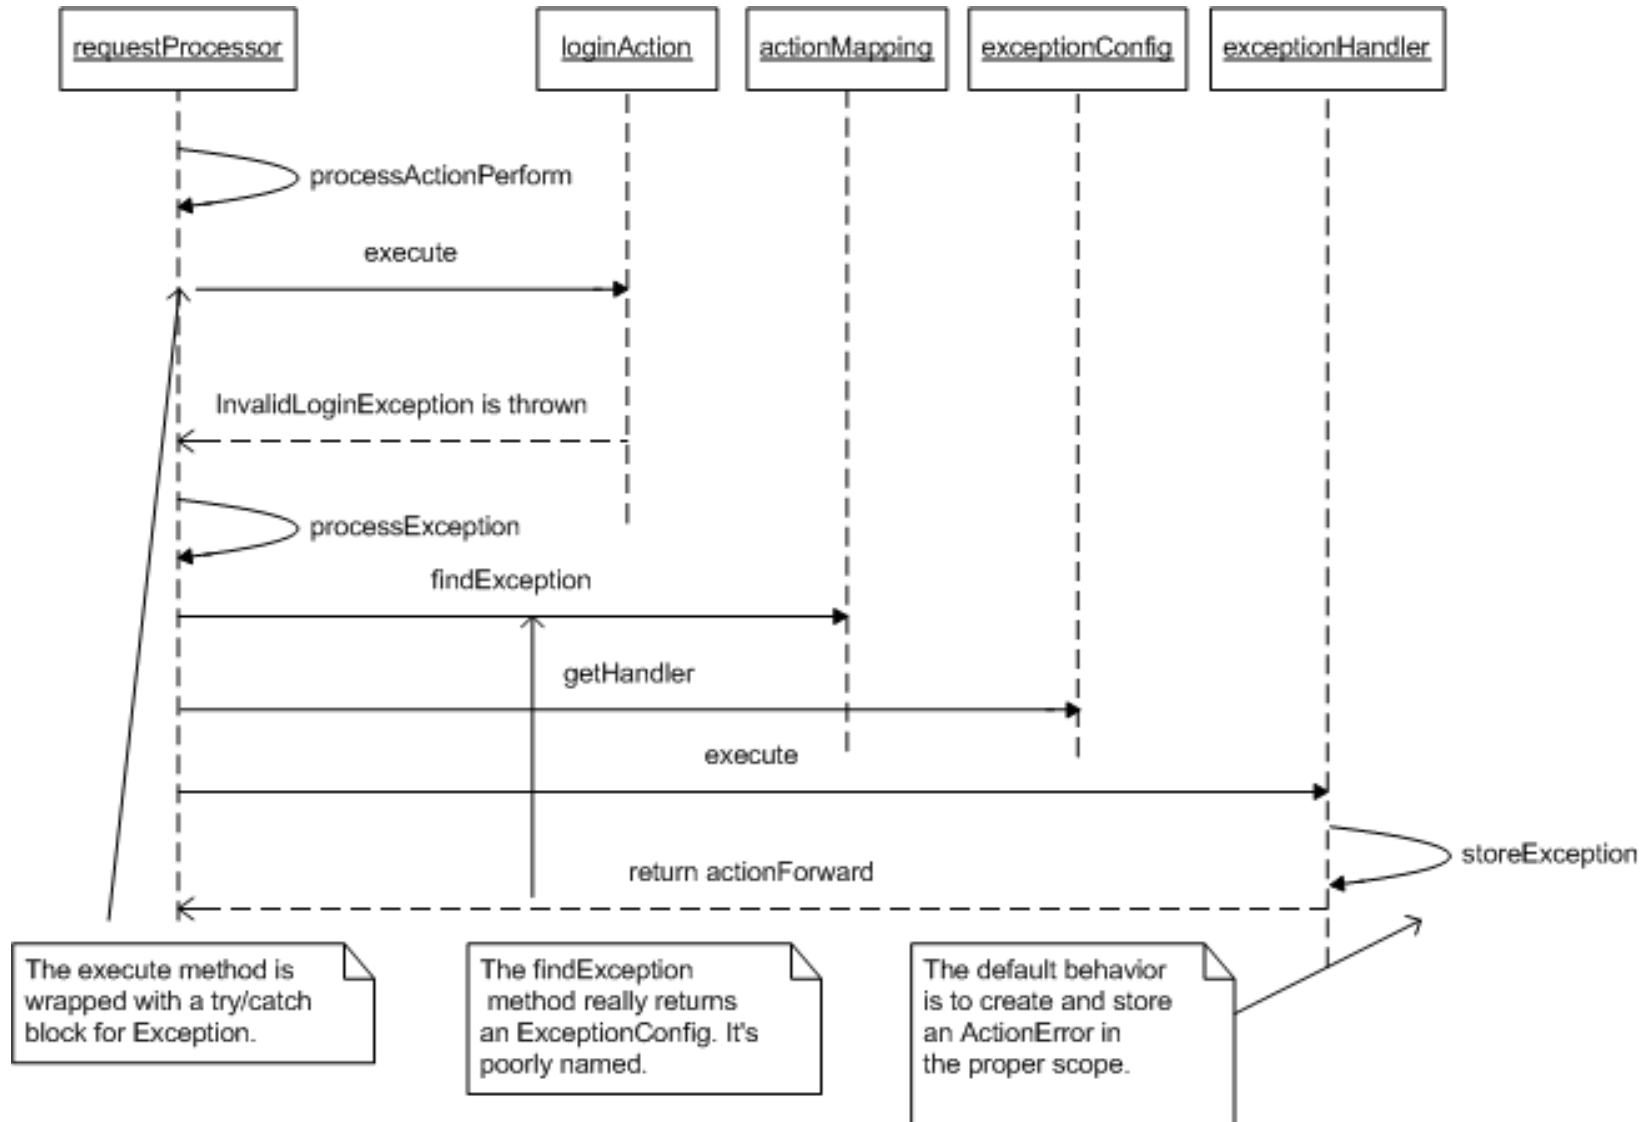 requestProcessor
loginAction
actionMapping
exceptionConfig
exceptionHandler
processActionPerform
execute
InvalidLoginException is thrown
processException
findException
getHandler
execute
storeException
return actionForward
The execute method is
wrapped with a try/catch
block for Exception.
The findException
method really returns
an ExceptionConfig. It's
poorly named.
The default behavior
is to create and store
an ActionError in
the proper scope.